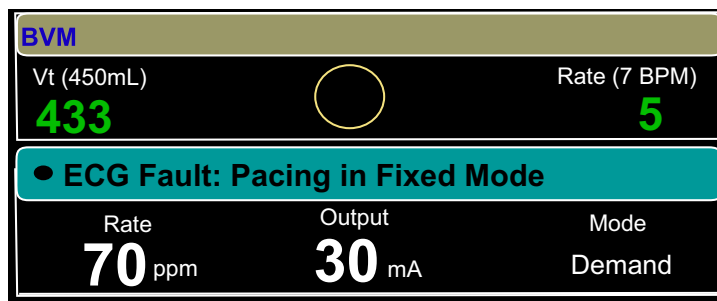 BVM
Vt (450mL) Rate (7 BPM)
433 5
ECG Fault: Pacing in Fixed Mode
Rate Output Mode
70 ppm 30 mA Demand